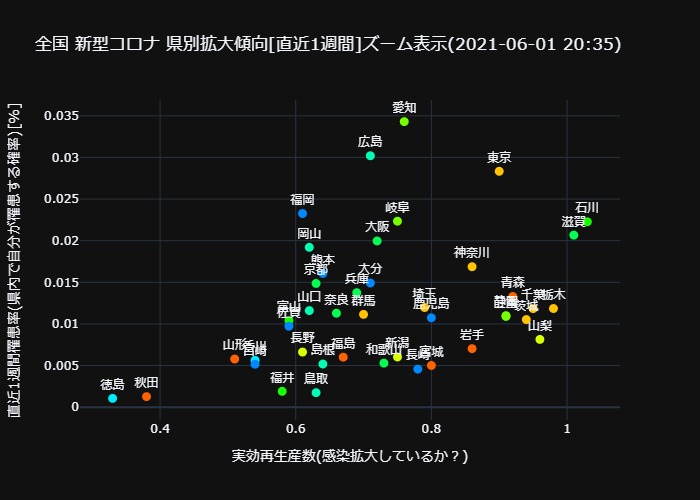 全国 新型コロナ 県別拡大傾向[直近1週間]ズーム表示(2021-06-01 20:35)
直近1週間罹患率(県内で自分が罹患する確率)[%]
0.035
0.03
0.025
0.02
0.015
0.01
0.005
0
愛知
広島
東京
福岡
岐阜
石川
滋賀
岡山
大阪
神奈川
熊本
京都
大分
兵庫
青森
埼玉
千葉
栃木
山口
奈良
群馬
鹿児島
富山
佐賀
茨城
山梨
長野
福島
新潟
岩手
山形
宮崎
島根
和歌山
長崎
宮城
福井
鳥取
徳島
秋田
0.4
0.6
0.8
1
実効再生産数(感染拡大しているか？)